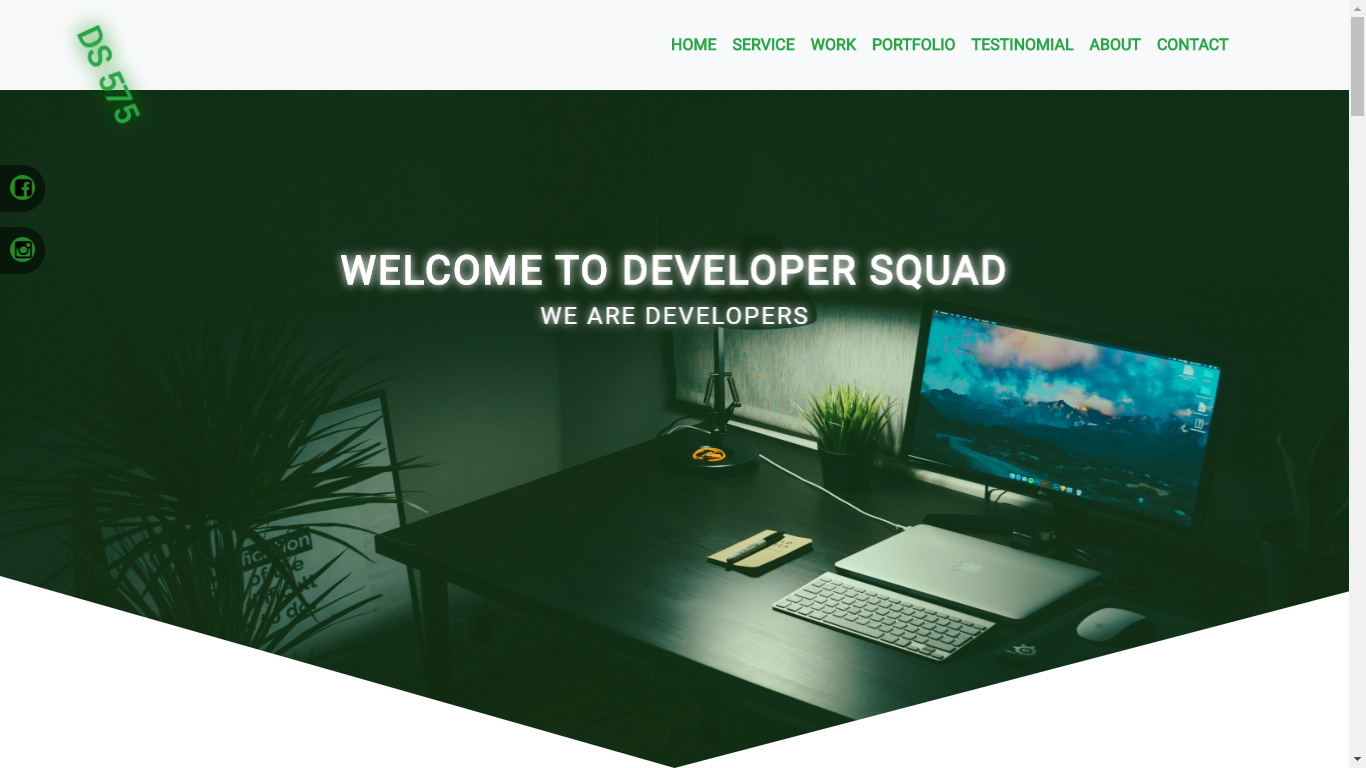 DS 575
HOME SERVICE WORK PORTFOLIO TESTINOMIAL ABOUT CONTACT
WELCOME TO DEVELOPER SQUAD
WE ARE DEVELOPERS